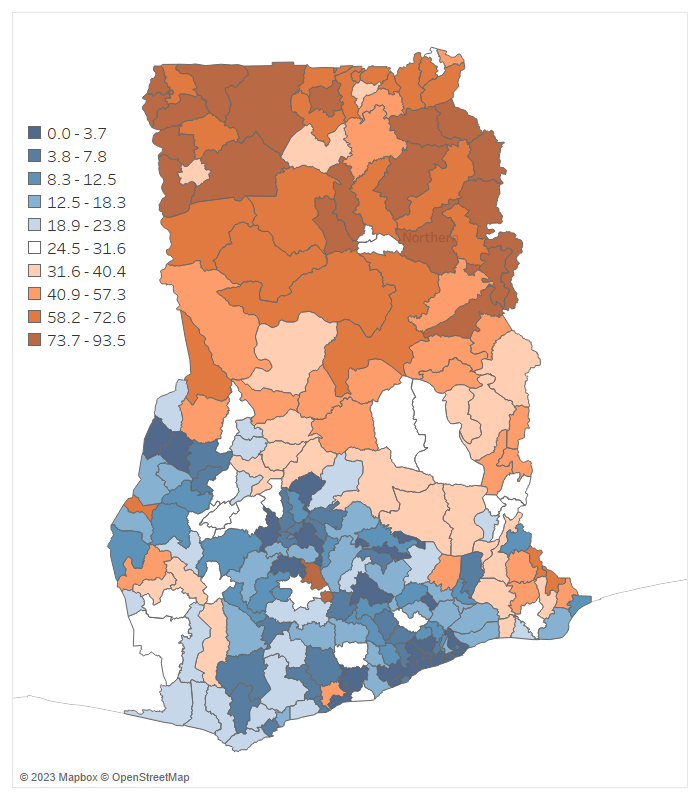 0.0 - 3.7
3.8 - 7.8
8.3 - 12.5
12.5 - 18.3
18.9 - 23.8
24.5 - 31.6
31.6 - 40.4
40.9 - 57.3
58.2 - 72.6
73.7 - 93.5
Northern
© 2023 Mapbox © OpenStreetMap